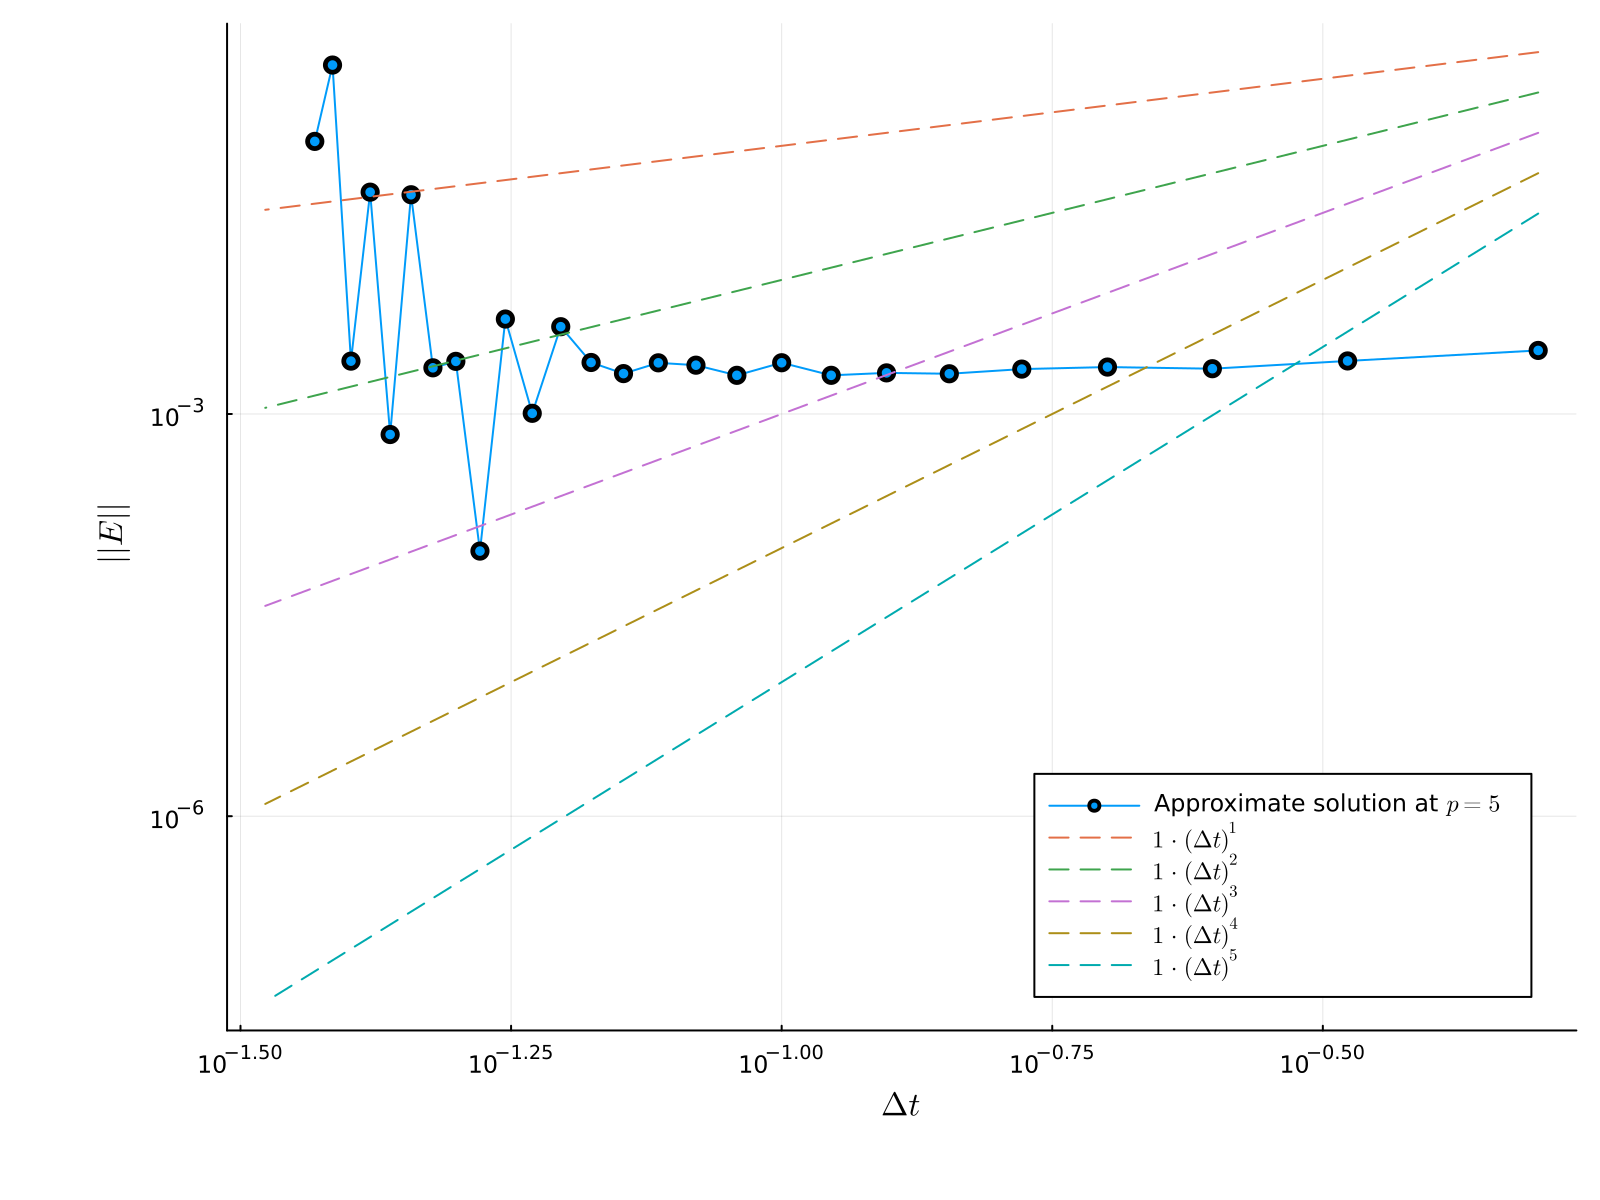 ||E||
10⁻³
10⁻⁶
10⁻¹·⁵⁰ 10⁻¹·²⁵ 10⁻¹·⁰⁰ 10⁻⁰·⁷⁵ 10⁻⁰·⁵⁰
Δt
Approximate solution at p = 5
1 · (Δt)¹
1 · (Δt)²
1 · (Δt)³
1 · (Δt)⁴
1 · (Δt)⁵